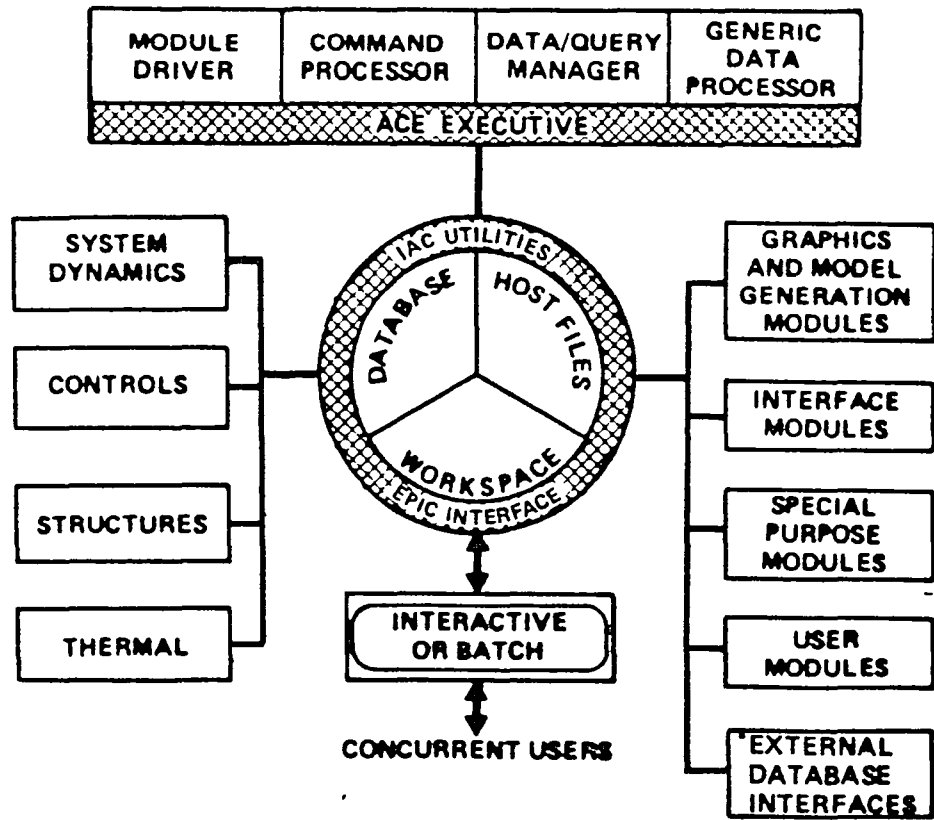 MODULE
DRIVER
COMMAND
PROCESSOR
DATA/QUERY
MANAGER
GENERIC
DATA
PROCESSOR
ACE EXECUTIVE
SYSTEM
DYNAMICS
CONTROLS
STRUCTURES
THERMAL
IAC UTILITIES
DATABASE
HOST FILES
WORKSPACE
EPIC INTERFACE
INTERACTIVE
OR BATCH
CONCURRENT USERS
GRAPHICS
AND MODEL
GENERATION
MODULES
INTERFACE
MODULES
SPECIAL
PURPOSE
MODULES
USER
MODULES
EXTERNAL
DATABASE
INTERFACES